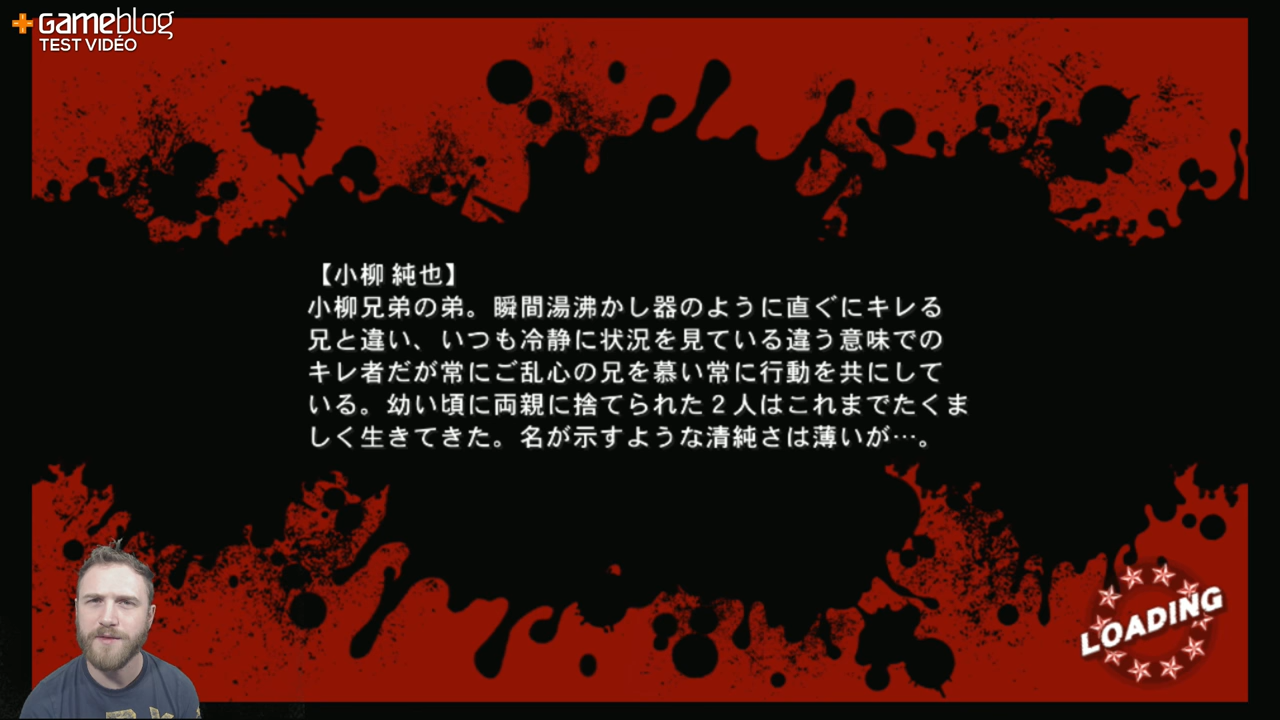 GAMEblog
TEST VIDÉO
【小柳 純也】
小柳兄弟の弟。瞬間湯沸かし器のように直ぐにキレる
兄と違い、いつも冷静に状況を見ている違う意味での
キレ者だが常にご乱心の兄を慕い常に行動を共にして
いる。幼い頃に両親に捨てられた２人はこれまでたくま
しく生きてきた。名が示すような清純さは薄いが…。
LOADING